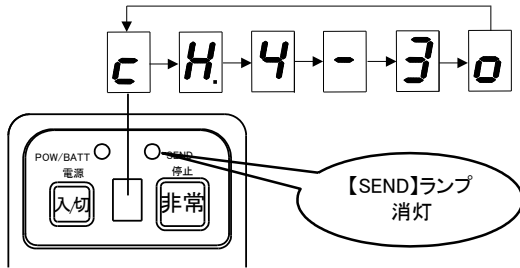 c H. 4 - 3 o
POW/BATT
SEND
電源
停止
入/切
非常
【SEND】ランプ
消灯